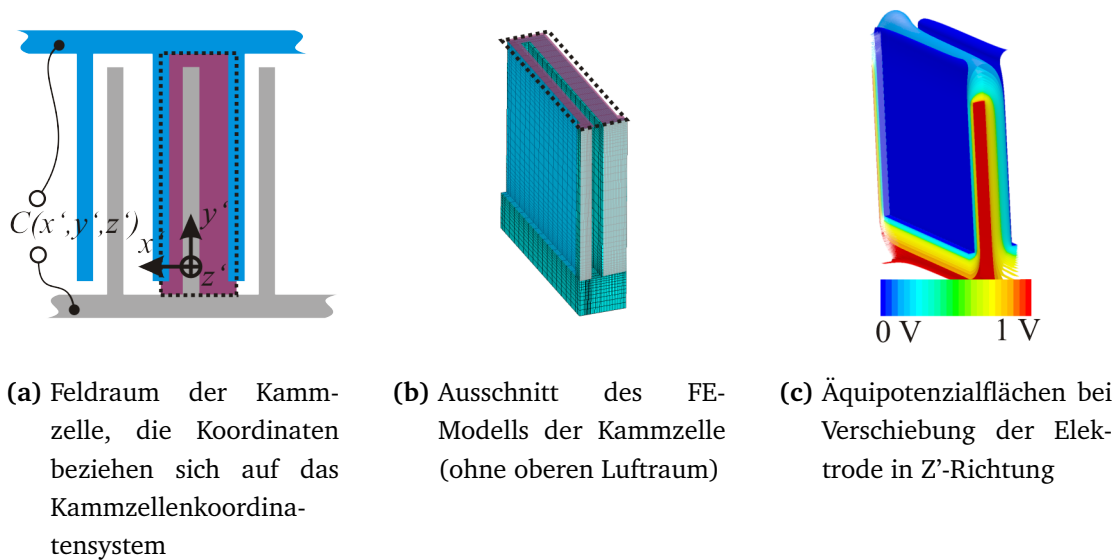 C(x‘,y‘,z‘)
x‘
y‘
z‘
0 V
1 V
(a) Feldraum der Kamm-
zelle, die Koordinaten
beziehen sich auf das
Kammzellenkoordina-
tensystem
(b) Ausschnitt des FE-
Modells der Kammzelle
(ohne oberen Luftraum)
(c) Äquipotenzialflächen bei
Verschiebung der Elek-
trode in Z’-Richtung